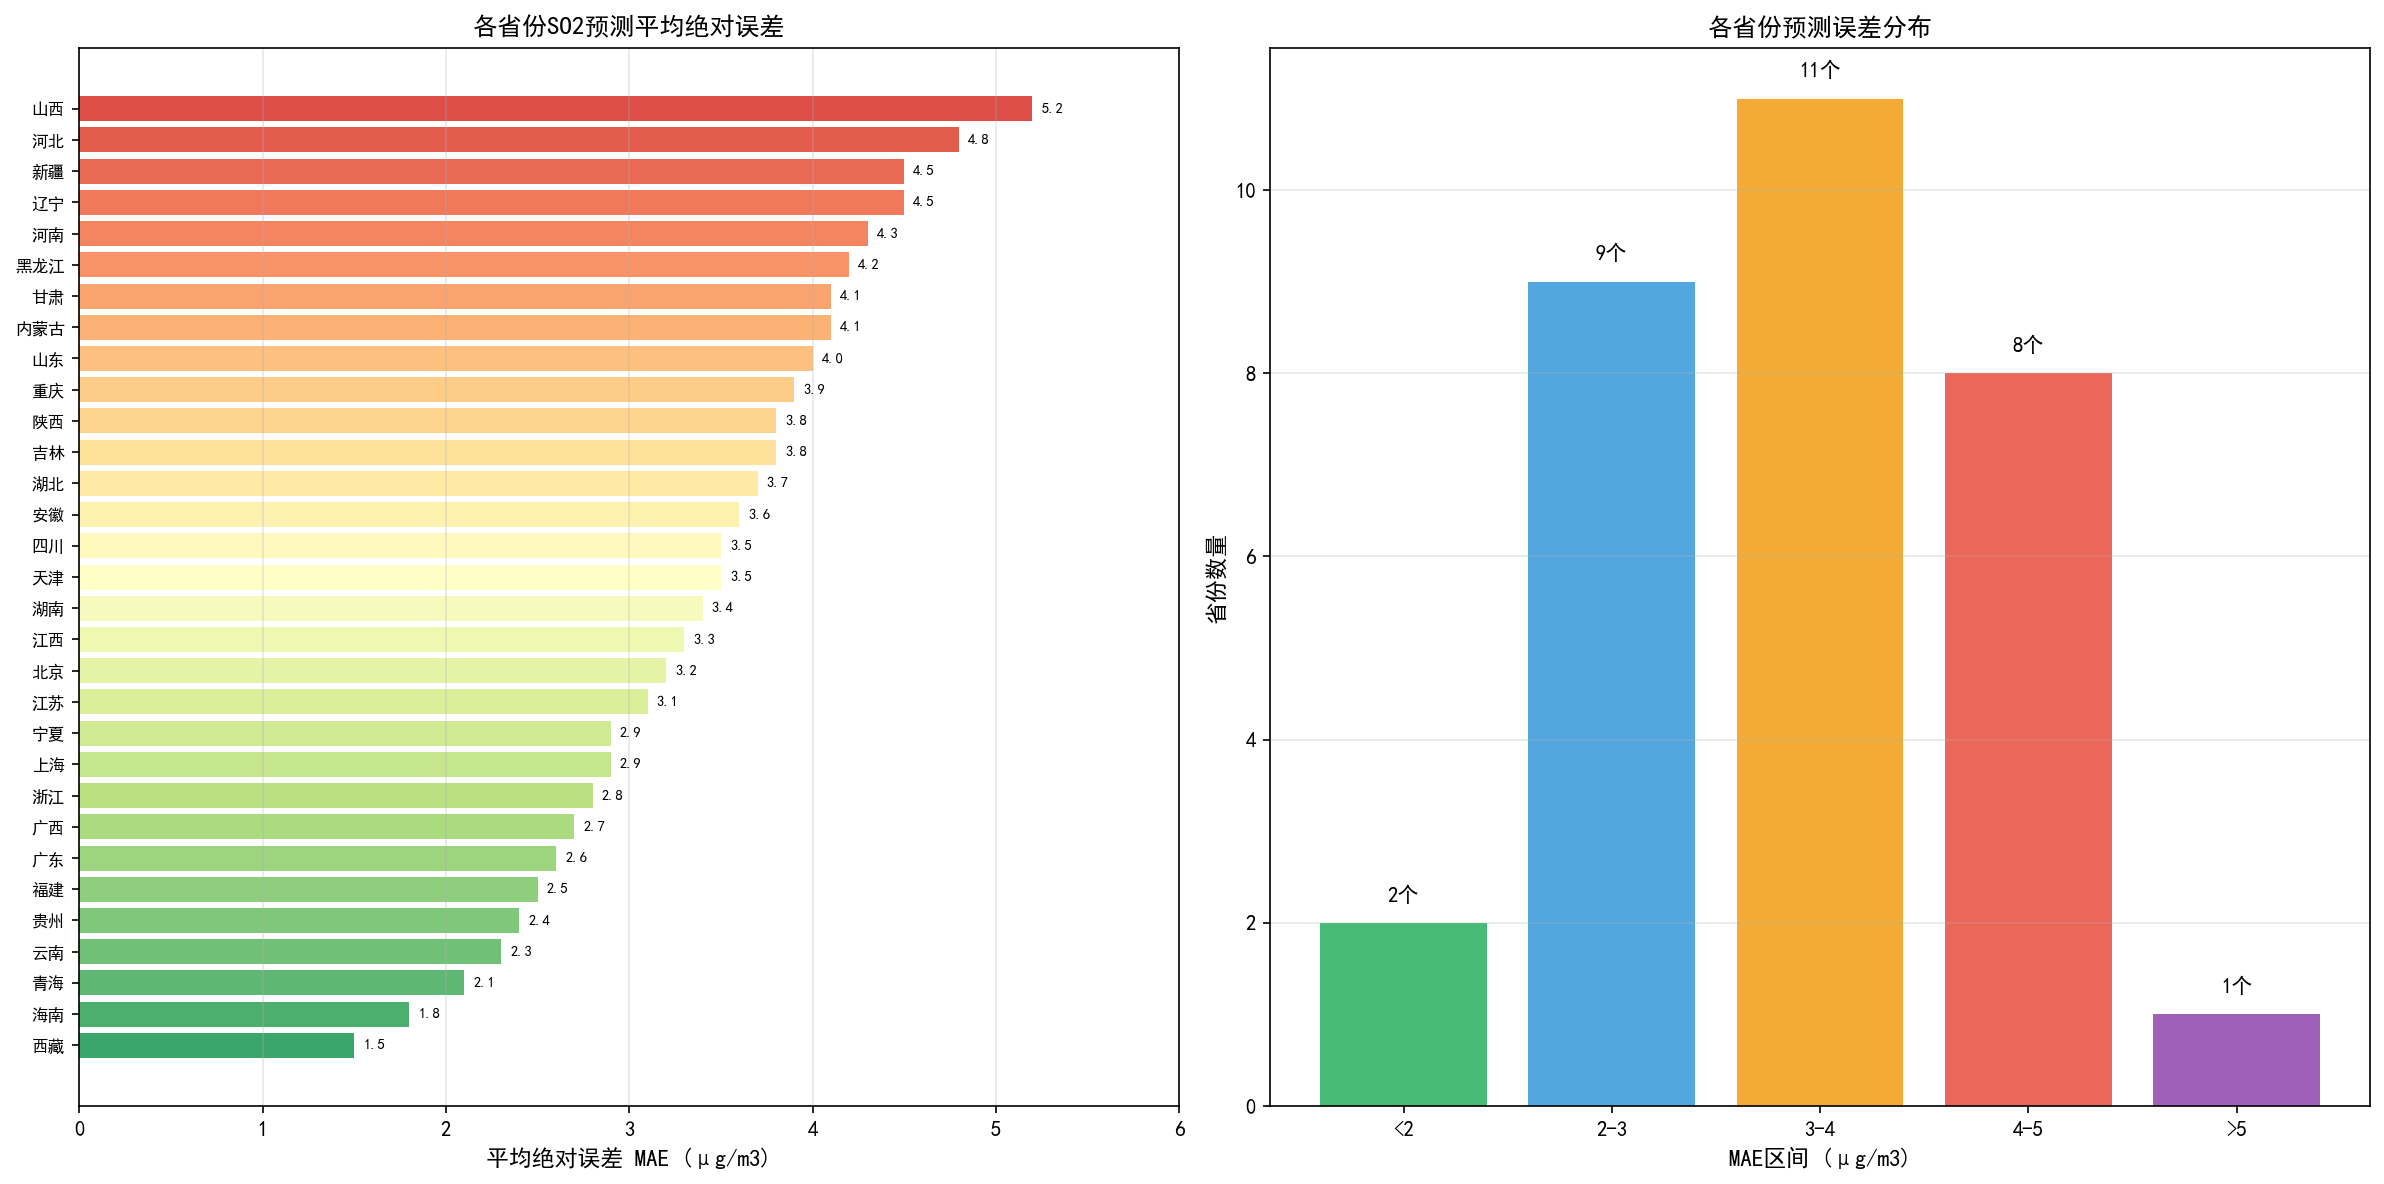 各省份SO2预测平均绝对误差
山西 5.2
河北 4.8
新疆 4.5
辽宁 4.5
河南 4.3
黑龙江 4.2
甘肃 4.1
内蒙古 4.1
山东 4.0
重庆 3.9
陕西 3.8
吉林 3.8
湖北 3.7
安徽 3.6
四川 3.5
天津 3.5
湖南 3.4
江西 3.3
北京 3.2
江苏 3.1
宁夏 2.9
上海 2.9
浙江 2.8
广西 2.7
广东 2.6
福建 2.5
贵州 2.4
云南 2.3
青海 2.1
海南 1.8
西藏 1.5
0 1 2 3 4 5 6
平均绝对误差 MAE (μg/m3)
各省份预测误差分布
省份数量
10
8
6
4
2
0
2个
9个
11个
8个
1个
<2 2-3 3-4 4-5 >5
MAE区间 (μg/m3)